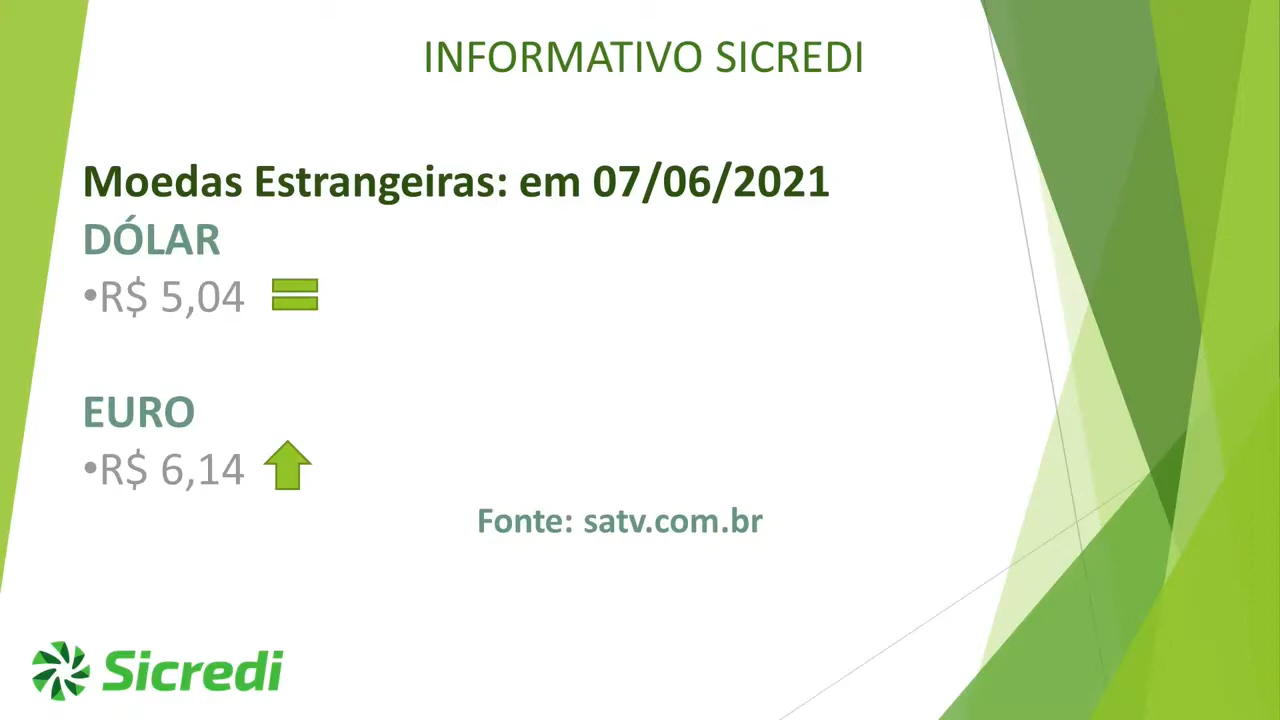 INFORMATIVO SICREDI
Moedas Estrangeiras: em 07/06/2021
DÓLAR
•R$ 5,04
EURO
•R$ 6,14
Fonte: satv.com.br
Sicredi